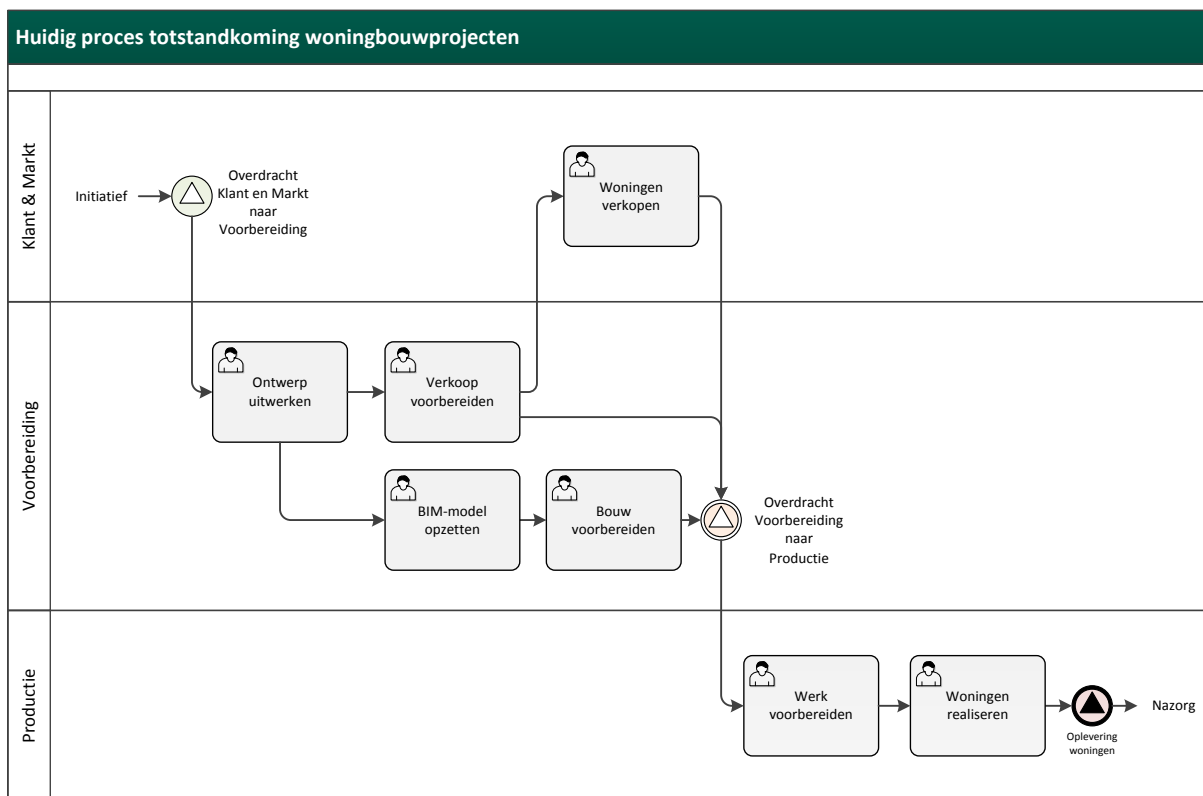 Huidig proces totstandkoming woningbouwprojecten
Klant & Markt
Initiatief
Overdracht
Klant en Markt
naar
Voorbereiding
Woningen
verkopen
Voorbereiding
Ontwerp
uitwerken
Verkoop
voorbereiden
BIM-model
opzetten
Bouw
voorbereiden
Overdracht
Voorbereiding
naar
Productie
Productie
Werk
voorbereiden
Woningen
realiseren
Oplevering
woningen
Nazorg